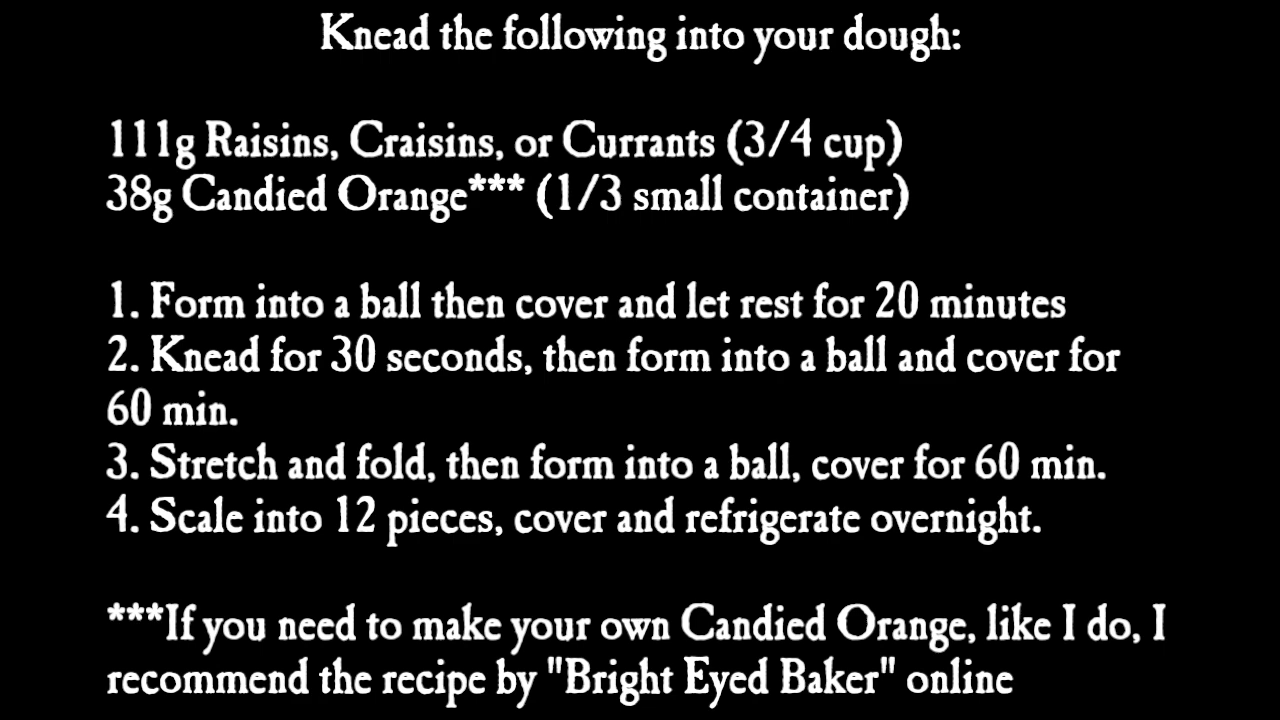 Knead the following into your dough:
111g Raisins, Craisins, or Currants (3/4 cup)
38g Candied Orange*** (1/3 small container)
1. Form into a ball then cover and let rest for 20 minutes
2. Knead for 30 seconds, then form into a ball and cover for
60 min.
3. Stretch and fold, then form into a ball, cover for 60 min.
4. Scale into 12 pieces, cover and refrigerate overnight.
***If you need to make your own Candied Orange, like I do, I
recommend the recipe by "Bright Eyed Baker" online